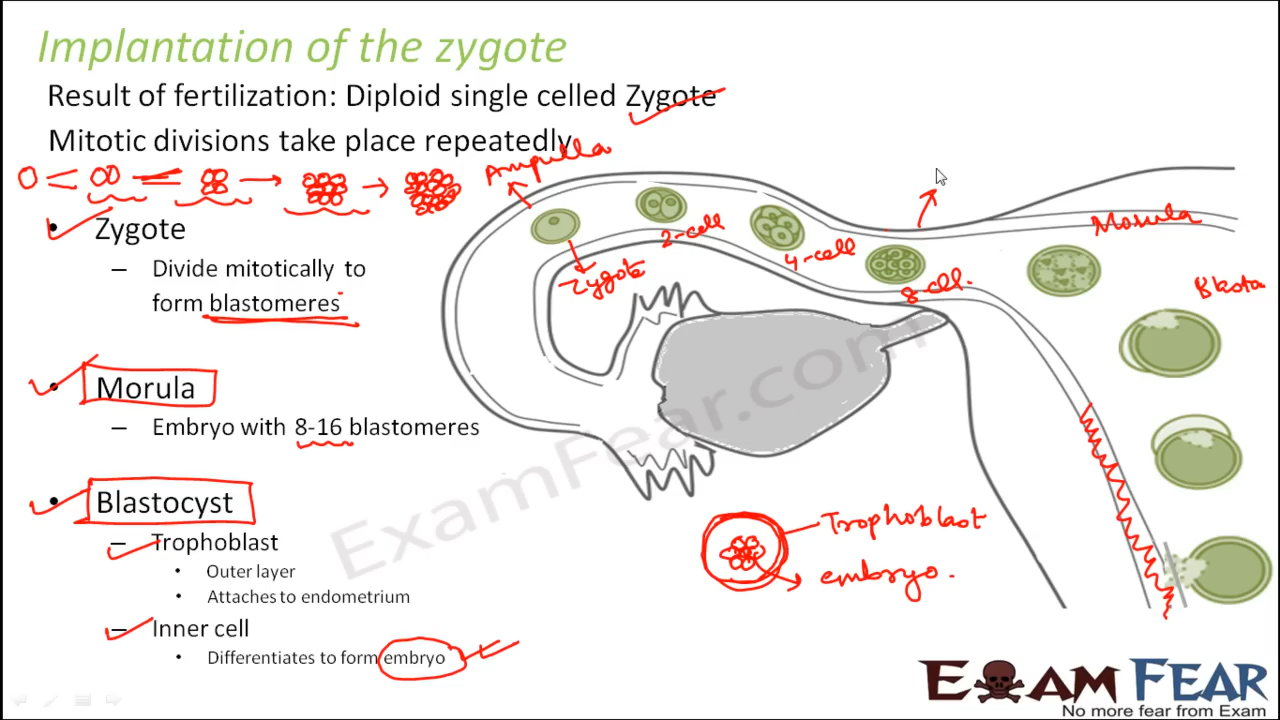 Implantation of the zygote
Result of fertilization: Diploid single celled Zygote
Mitotic divisions take place repeatedly
• Zygote
– Divide mitotically to
form blastomeres
• Morula
– Embryo with 8-16 blastomeres
• Blastocyst
– Trophoblast
• Outer layer
• Attaches to endometrium
– Inner cell
• Differentiates to form embryo
Ampulla
Zygote
2-cell
4-cell
8-cell.
Morula
Trophoblast
embryo.
ExamFear.com
EXAM FEAR
No more fear from Exam